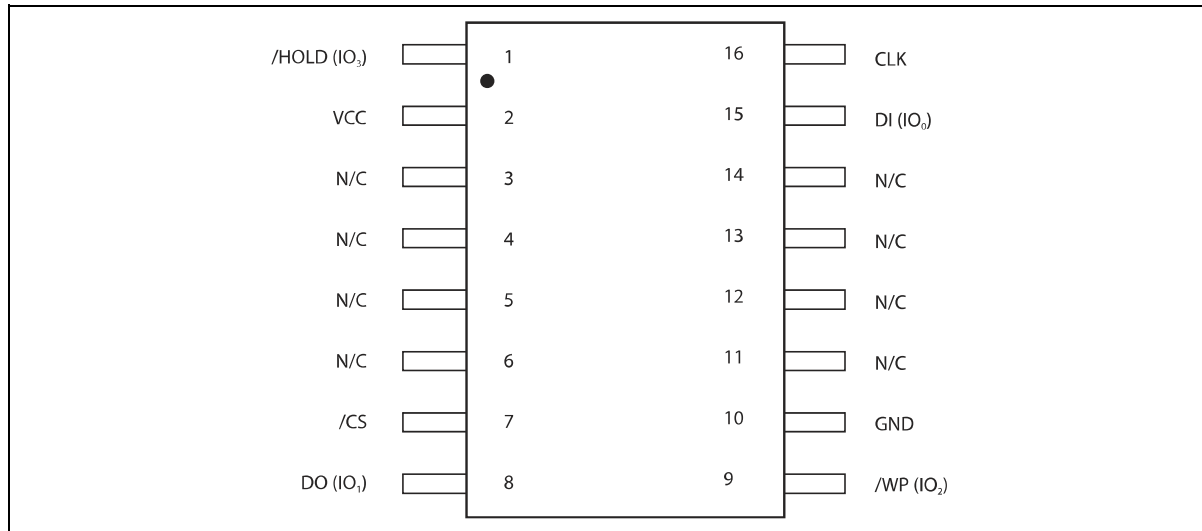 /HOLD (IO₃) 1 16 CLK
VCC 2 15 DI (IO₀)
N/C 3 14 N/C
N/C 4 13 N/C
N/C 5 12 N/C
N/C 6 11 N/C
/CS 7 10 GND
DO (IO₁) 8 9 /WP (IO₂)